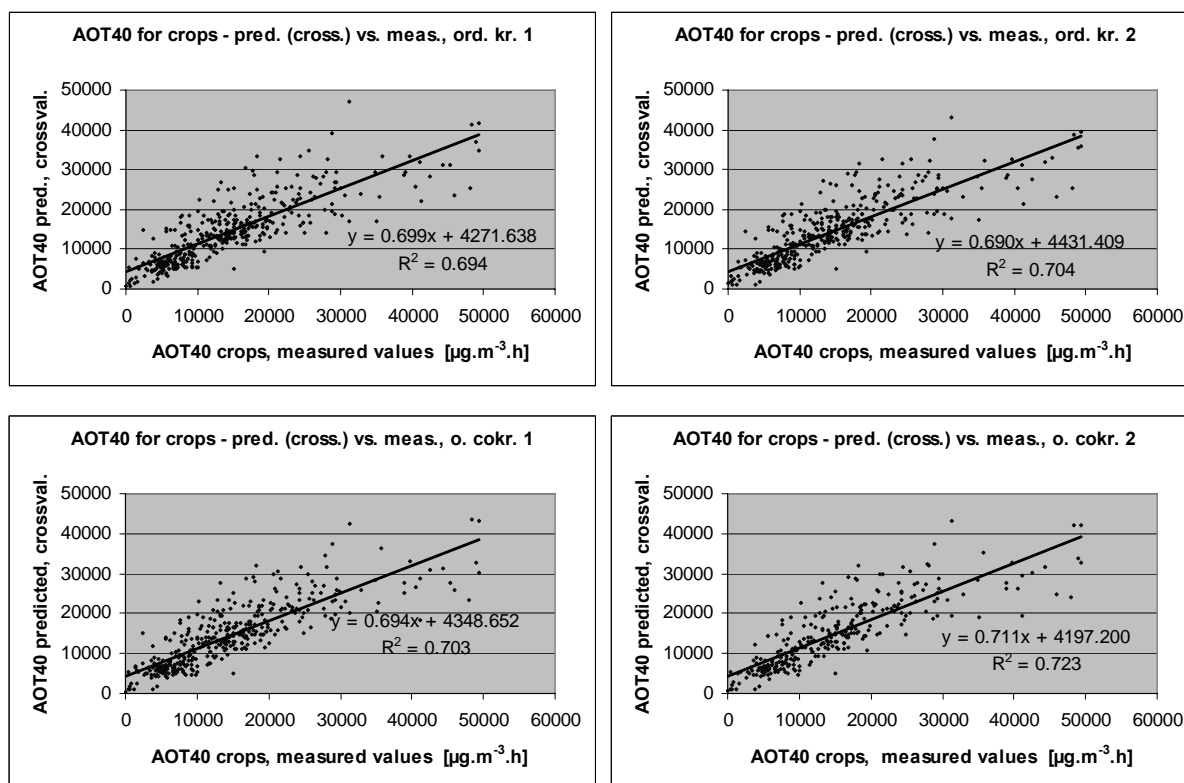 AOT40 for crops - pred. (cross.) vs. meas., ord. kr. 1
AOT40 pred., crossval.
50000
40000
30000
20000
10000
0
y = 0.699x + 4271.638
R² = 0.694
0 10000 20000 30000 40000 50000 60000
AOT40 crops, measured values [µg.m⁻³.h]
AOT40 for crops - pred. (cross.) vs. meas., ord. kr. 2
AOT40 pred., crossval.
50000
40000
30000
20000
10000
0
y = 0.690x + 4431.409
R² = 0.704
0 10000 20000 30000 40000 50000 60000
AOT40 crops, measured values [µg.m⁻³.h]
AOT40 for crops - pred. (cross.) vs. meas., o. cokr. 1
AOT40 predicted, crossval.
50000
40000
30000
20000
10000
0
y = 0.694x + 4348.652
R² = 0.703
0 10000 20000 30000 40000 50000 60000
AOT40 crops, measured values [µg.m⁻³.h]
AOT40 for crops - pred. (cross.) vs. meas., o. cokr. 2
AOT40 predicted, crossval.
50000
40000
30000
20000
10000
0
y = 0.711x + 4197.200
R² = 0.723
0 10000 20000 30000 40000 50000 60000
AOT40 crops, measured values [µg.m⁻³.h]